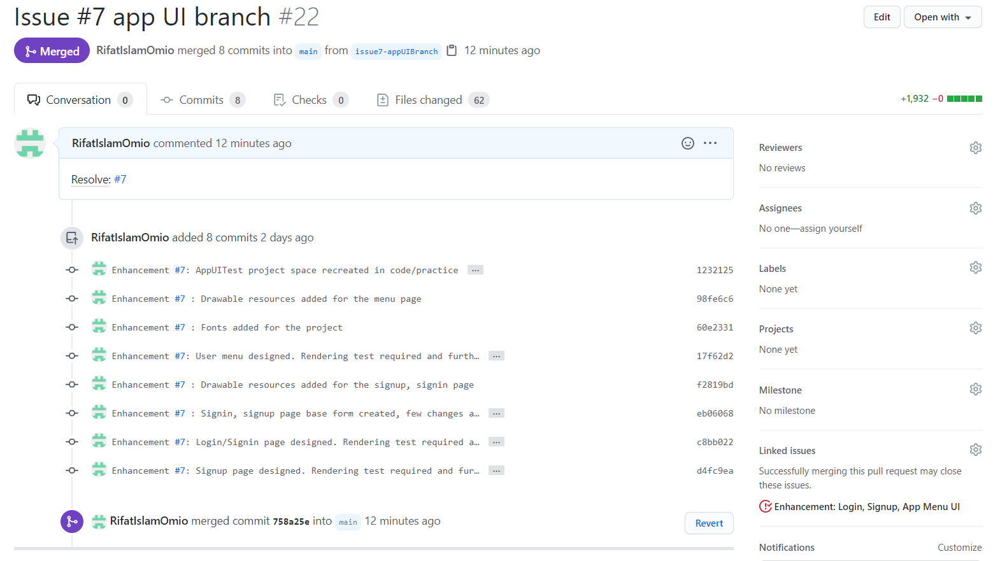 Issue #7 app UI branch #22
Edit
Open with
Merged
RifatIslamOmio merged 8 commits into main from issue7-appUIBranch 12 minutes ago
Conversation 0
Commits 8
Checks 0
Files changed 62
+1,932 −0
RifatIslamOmio commented 12 minutes ago
Resolve: #7
RifatIslamOmio added 8 commits 2 days ago
Enhancement #7: AppUITest project space recreated in code/practice … 1232125
Enhancement #7 : Drawable resources added for the menu page 98fe6c6
Enhancement #7 : Fonts added for the project 60e2331
Enhancement #7: User menu designed. Rendering test required and furth… … 17f62d2
Enhancement #7 : Drawable resources added for the signup, signin page f2819bd
Enhancement #7 : Signin, signup page base form created, few changes a… … eb06068
Enhancement #7: Login/Signin page designed. Rendering test required a… … c8bb022
Enhancement #7: Signup page designed. Rendering test required and fur… … d4fc9ea
RifatIslamOmio merged commit 758a25e into main 12 minutes ago
Revert
Reviewers
No reviews
Assignees
No one—assign yourself
Labels
None yet
Projects
None yet
Milestone
No milestone
Linked issues
Successfully merging this pull request may close
these issues.
Enhancement: Login, Signup, App Menu UI
Notifications
Customize